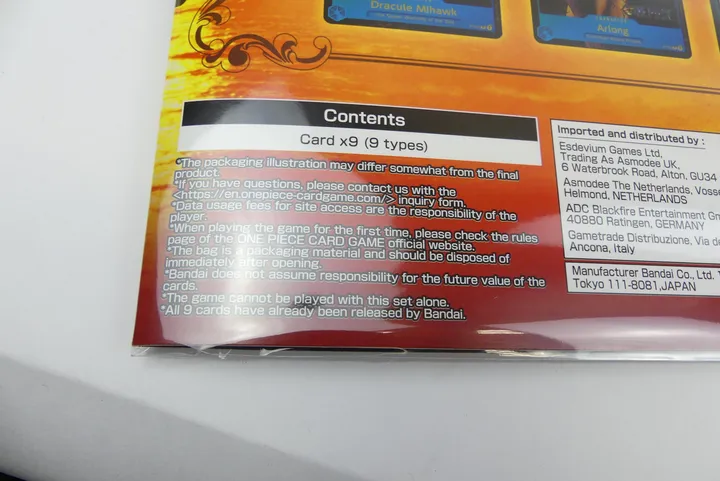 Dracule Mihawk
Arlong
Contents
Card x9 (9 types)
*The packaging illustration may differ somewhat from the final
product.
*If you have questions, please contact us with the
<https://en.onepiece-cardgame.com/> inquiry form.
*Data usage fees for site access are the responsibility of the
player.
*When playing the game for the first time, please check the rules
page of the ONE PIECE CARD GAME official website.
*The bag is a packaging material and should be disposed of
immediately after opening.
*Bandai does not assume responsibility for the future value of the
cards.
*The game cannot be played with this set alone.
*All 9 cards have already been released by Bandai.
Imported and distributed by :
Esdevium Games Ltd,
Trading As Asmodee UK,
6 Waterbrook Road, Alton, GU34
Asmodee The Netherlands,
Helmond, NETHERLANDS
ADC Blackfire Entertainment
40880 Ratingen, GERMANY
Gametrade Distribuzione, Via
Ancona, Italy
Manufacturer Bandai Co., Ltd.
Tokyo 111-8081,JAPAN